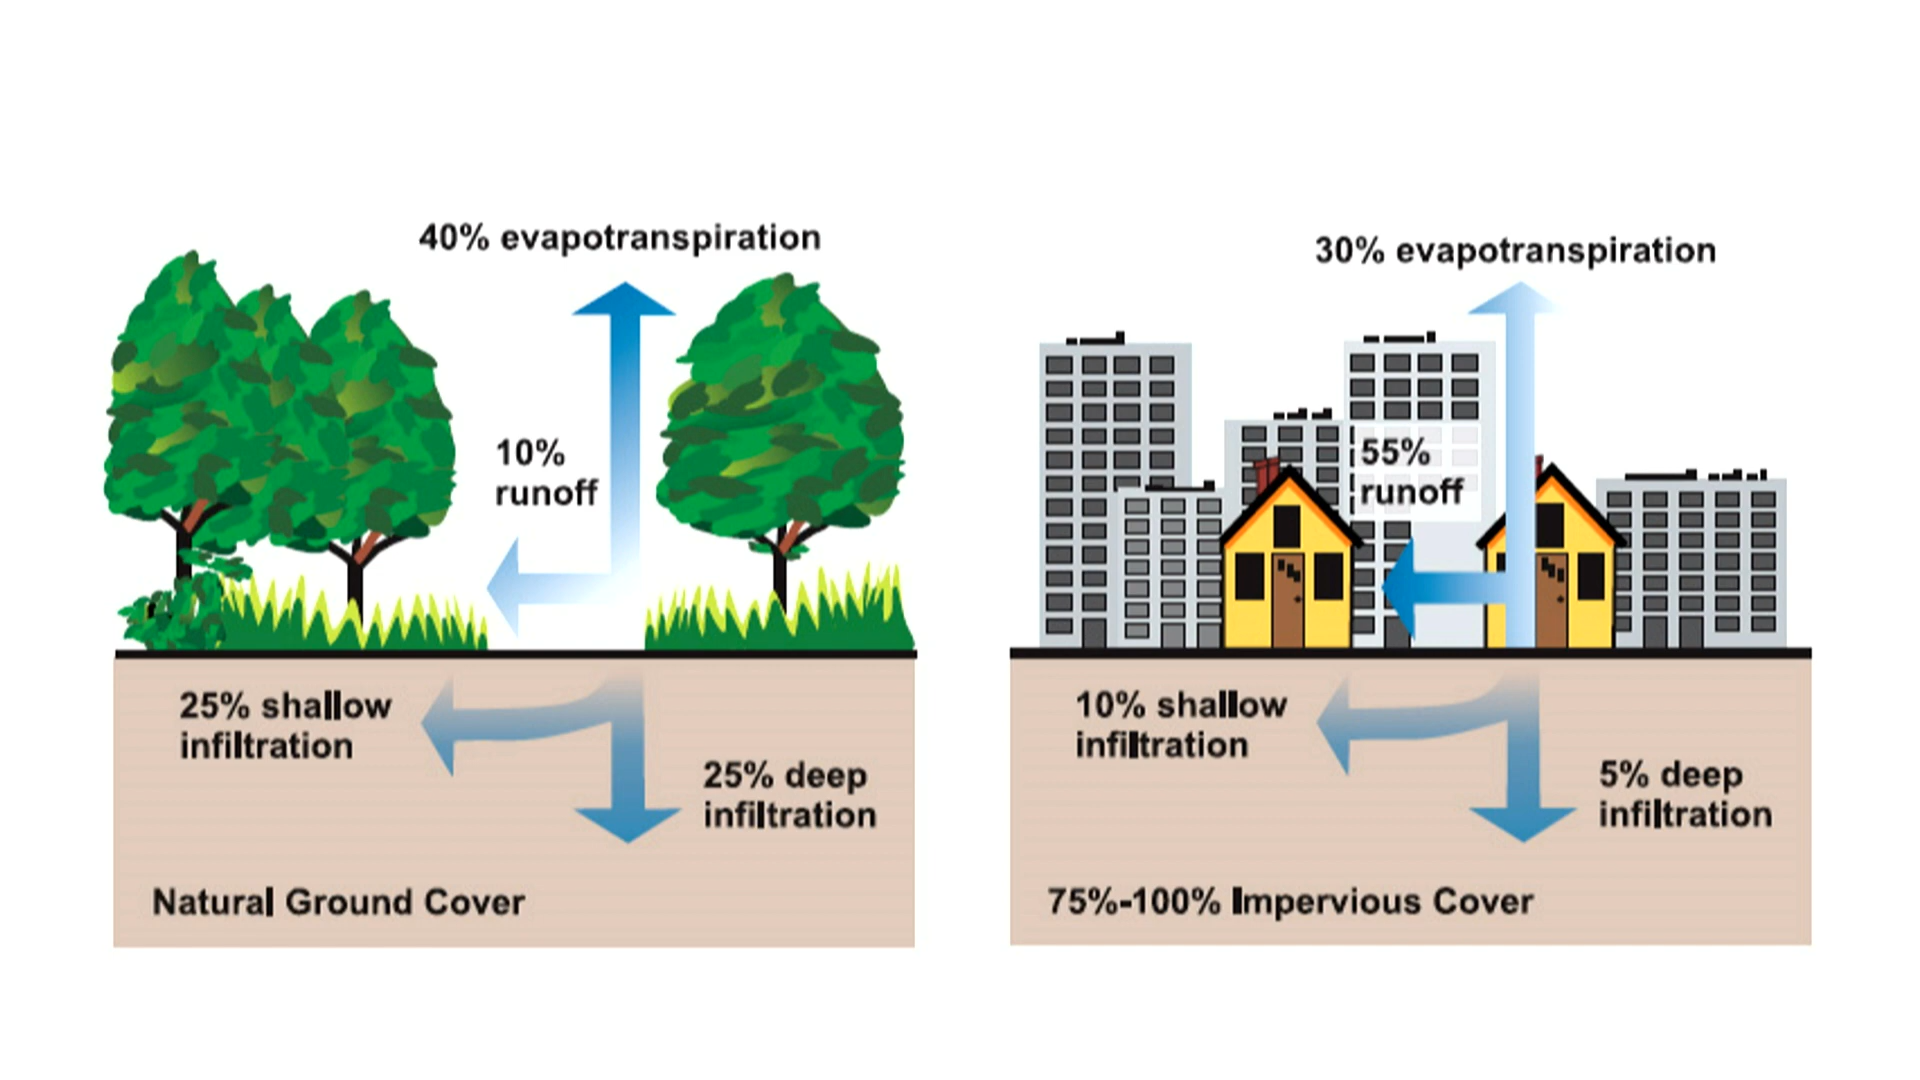 40% evapotranspiration
10%
runoff
25% shallow
infiltration
25% deep
infiltration
Natural Ground Cover
30% evapotranspiration
55%
runoff
10% shallow
infiltration
5% deep
infiltration
75%-100% Impervious Cover